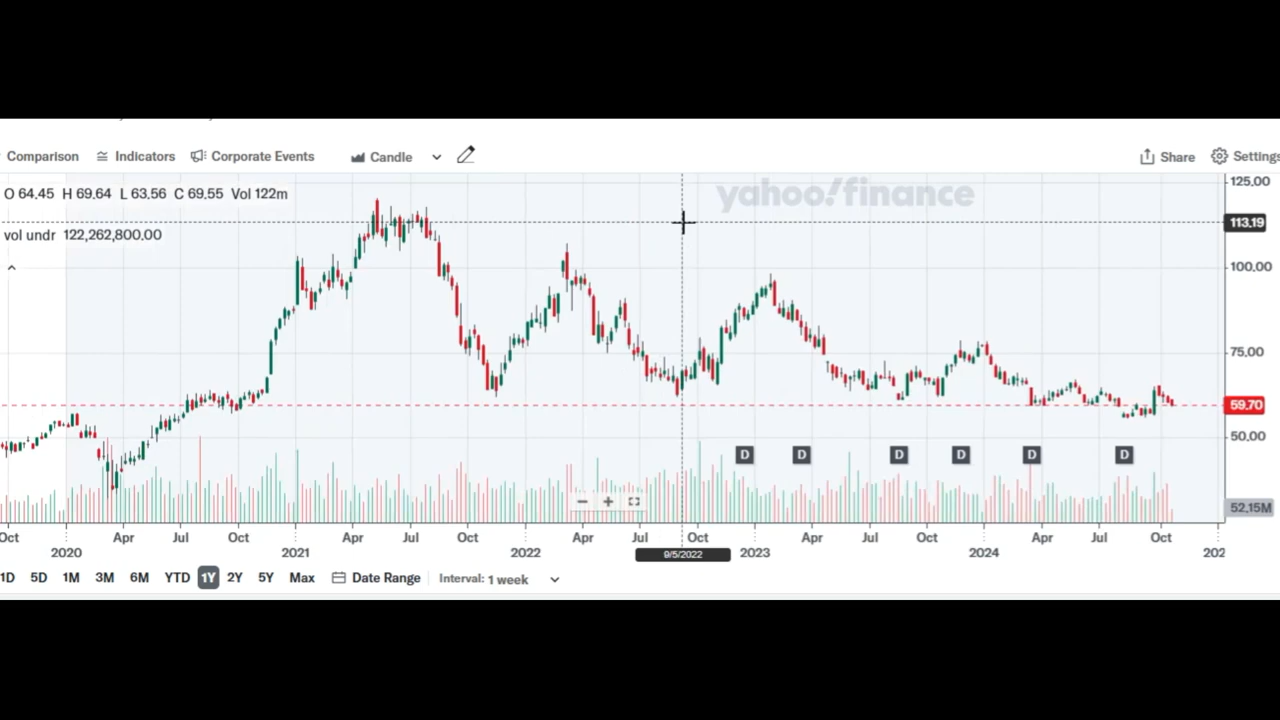 Comparison Indicators Corporate Events Candle Share Settings
yahoo!finance
O 64.45 H 69.64 L 63.56 C 69.55 Vol 122m
vol undr 122,262,800.00
125.00
113.19
100.00
75.00
59.70
50.00
52.15M
D D D D D D
Oct Apr Jul Oct Apr Jul Oct Apr Jul Oct Apr Jul Oct Apr Jul Oct
2020 2021 2022 9/5/2022 2023 2024 202
1D 5D 1M 3M 6M YTD 1Y 2Y 5Y Max Date Range Interval: 1 week